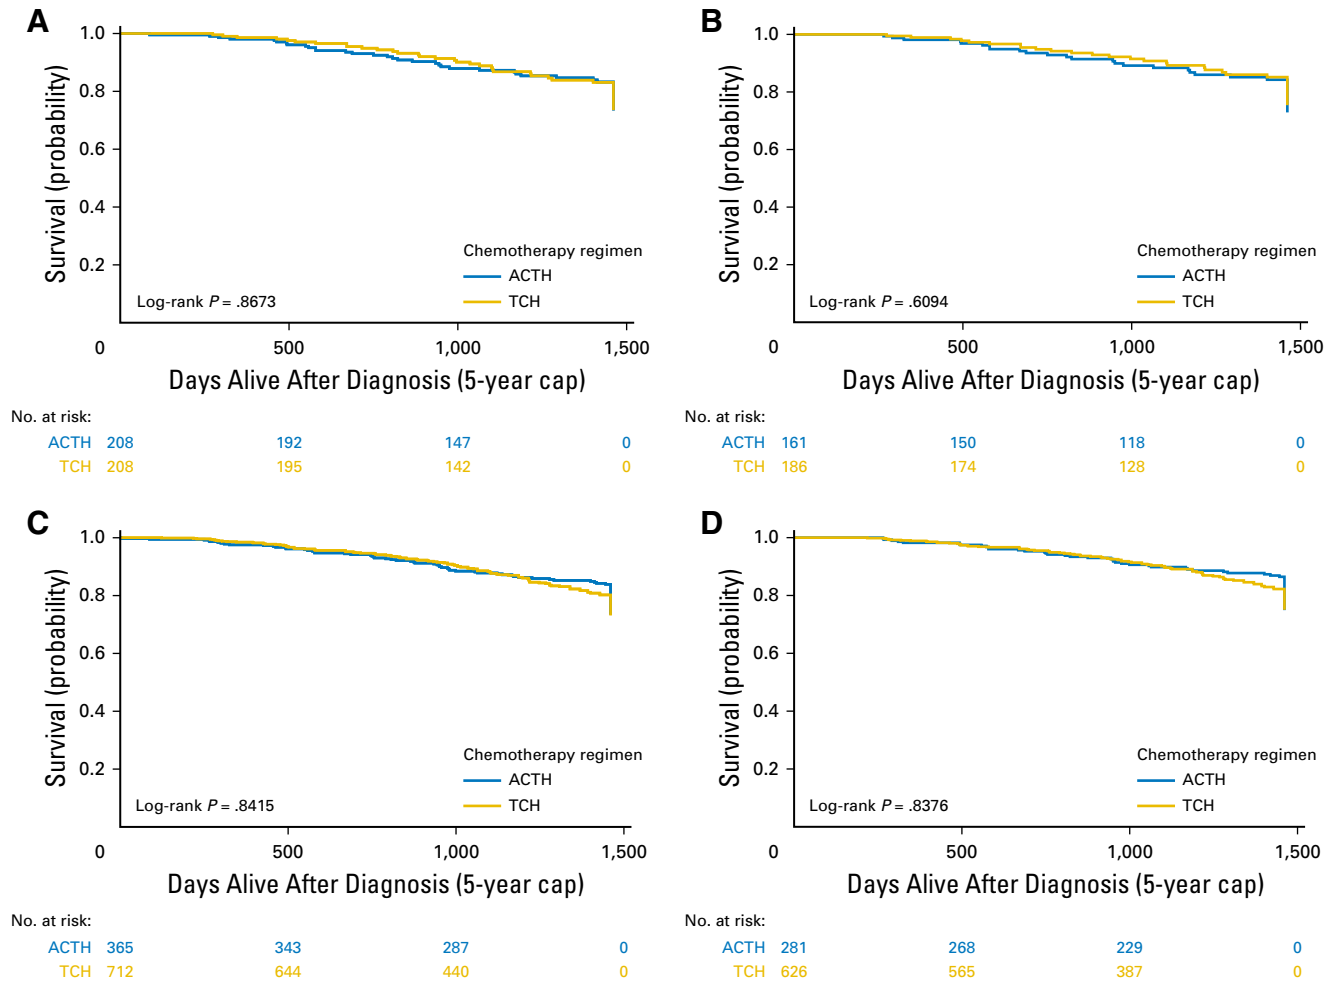 A
1.0
0.8
0.6
0.4
0.2
Survival (probability)
Chemotherapy regimen
ACTH
TCH
Log-rank P = .8673
0 500 1,000 1,500
Days Alive After Diagnosis (5-year cap)
No. at risk:
ACTH 208 192 147 0
TCH 208 195 142 0
B
1.0
0.8
0.6
0.4
0.2
Survival (probability)
Chemotherapy regimen
ACTH
TCH
Log-rank P = .6094
0 500 1,000 1,500
Days Alive After Diagnosis (5-year cap)
No. at risk:
ACTH 161 150 118 0
TCH 186 174 128 0
C
1.0
0.8
0.6
0.4
0.2
Survival (probability)
Chemotherapy regimen
ACTH
TCH
Log-rank P = .8415
0 500 1,000 1,500
Days Alive After Diagnosis (5-year cap)
No. at risk:
ACTH 365 343 287 0
TCH 712 644 440 0
D
1.0
0.8
0.6
0.4
0.2
Survival (probability)
Chemotherapy regimen
ACTH
TCH
Log-rank P = .8376
0 500 1,000 1,500
Days Alive After Diagnosis (5-year cap)
No. at risk:
ACTH 281 268 229 0
TCH 626 565 387 0